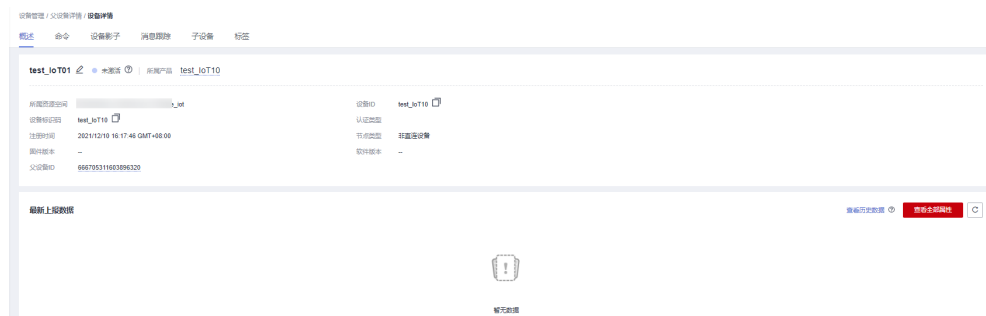 设备管理 / 父设备详情 / 设备详情
概述 命令 设备影子 消息跟踪 子设备 标签
test_IoT01 未激活 所属产品 test_IoT10
所属资源空间 e_iot 设备ID test_IoT10
设备标识码 test_IoT10 认证类型
注册时间 2021/12/10 16:17:46 GMT+08:00 节点类型 非直连设备
固件版本 -- 软件版本 --
父设备ID 666705311603896320
最新上报数据 查看历史数据 查看全部属性
暂无数据